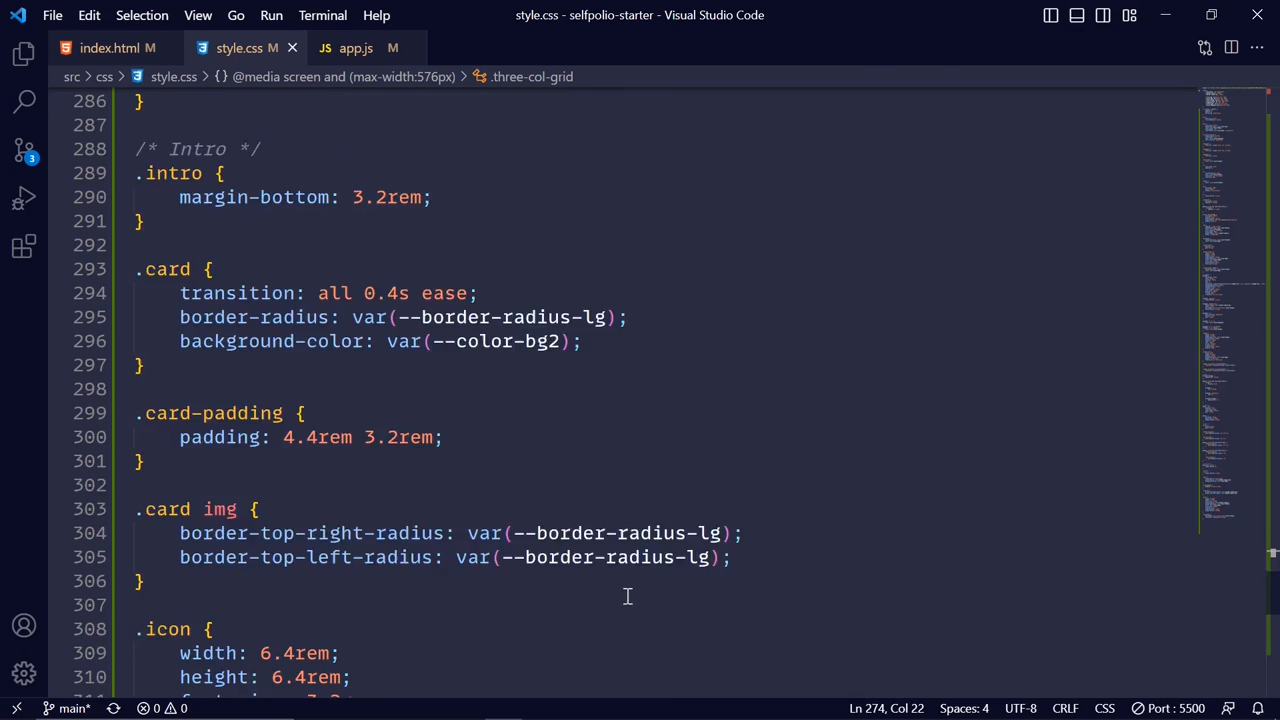 File Edit Selection View Go Run Terminal Help style.css - selfpolio-starter - Visual Studio Code
index.html M style.css M JS app.js M
src > css > style.css > {} @media screen and (max-width:576px) > .three-col-grid
286 }
287
288 /* Intro */
289 .intro {
290 margin-bottom: 3.2rem;
291 }
292
293 .card {
294 transition: all 0.4s ease;
295 border-radius: var(--border-radius-lg);
296 background-color: var(--color-bg2);
297 }
298
299 .card-padding {
300 padding: 4.4rem 3.2rem;
301 }
302
303 .card img {
304 border-top-right-radius: var(--border-radius-lg);
305 border-top-left-radius: var(--border-radius-lg);
306 }
307
308 .icon {
309 width: 6.4rem;
310 height: 6.4rem;
3
main* 0 0 Ln 274, Col 22 Spaces: 4 UTF-8 CRLF CSS Port : 5500